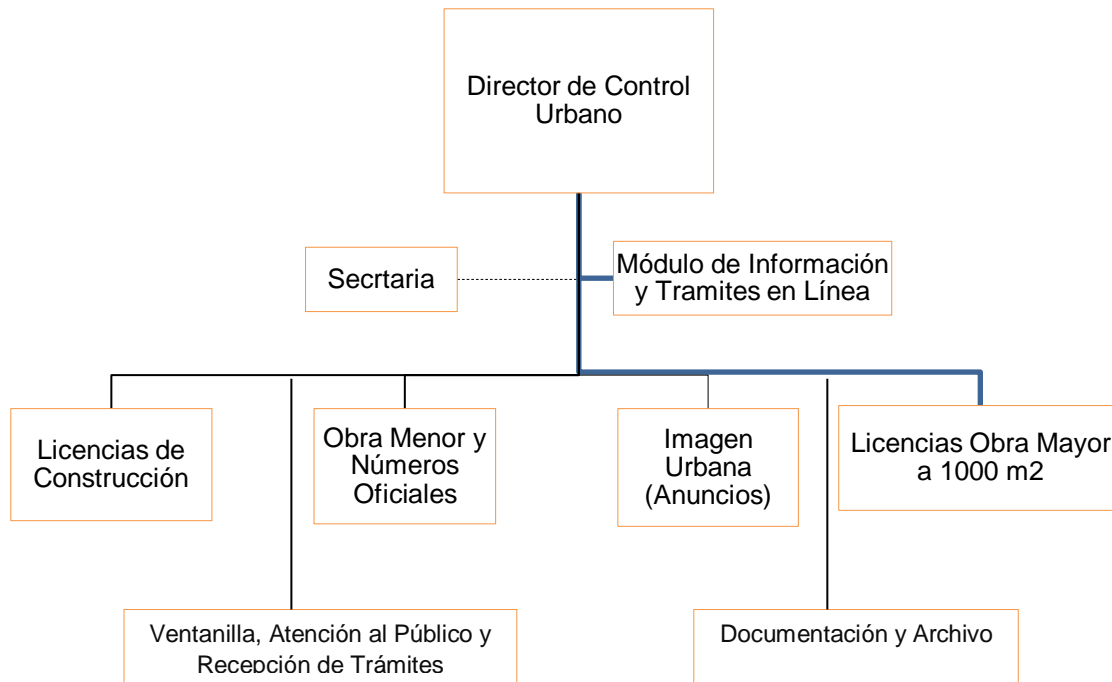 Director de Control
Urbano
Secrtaria
Módulo de Información
y Tramites en Línea
Licencias de
Construcción
Obra Menor y
Números
Oficiales
Imagen
Urbana
(Anuncios)
Licencias Obra Mayor
a 1000 m2
Ventanilla, Atención al Público y
Recepción de Trámites
Documentación y Archivo